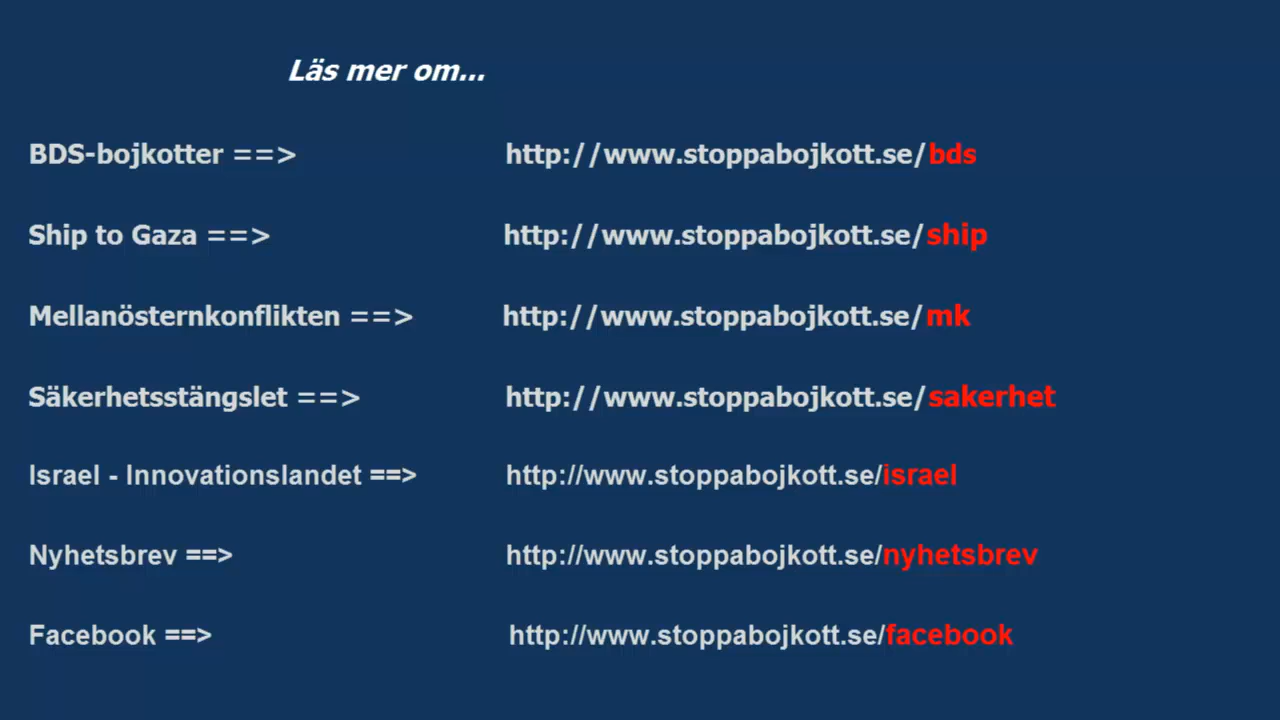 Läs mer om...
BDS-bojkotter ==> http://www.stoppabojkott.se/bds
Ship to Gaza ==> http://www.stoppabojkott.se/ship
Mellanösternkonflikten ==> http://www.stoppabojkott.se/mk
Säkerhetsstängslet ==> http://www.stoppabojkott.se/sakerhet
Israel - Innovationslandet ==> http://www.stoppabojkott.se/israel
Nyhetsbrev ==> http://www.stoppabojkott.se/nyhetsbrev
Facebook ==> http://www.stoppabojkott.se/facebook